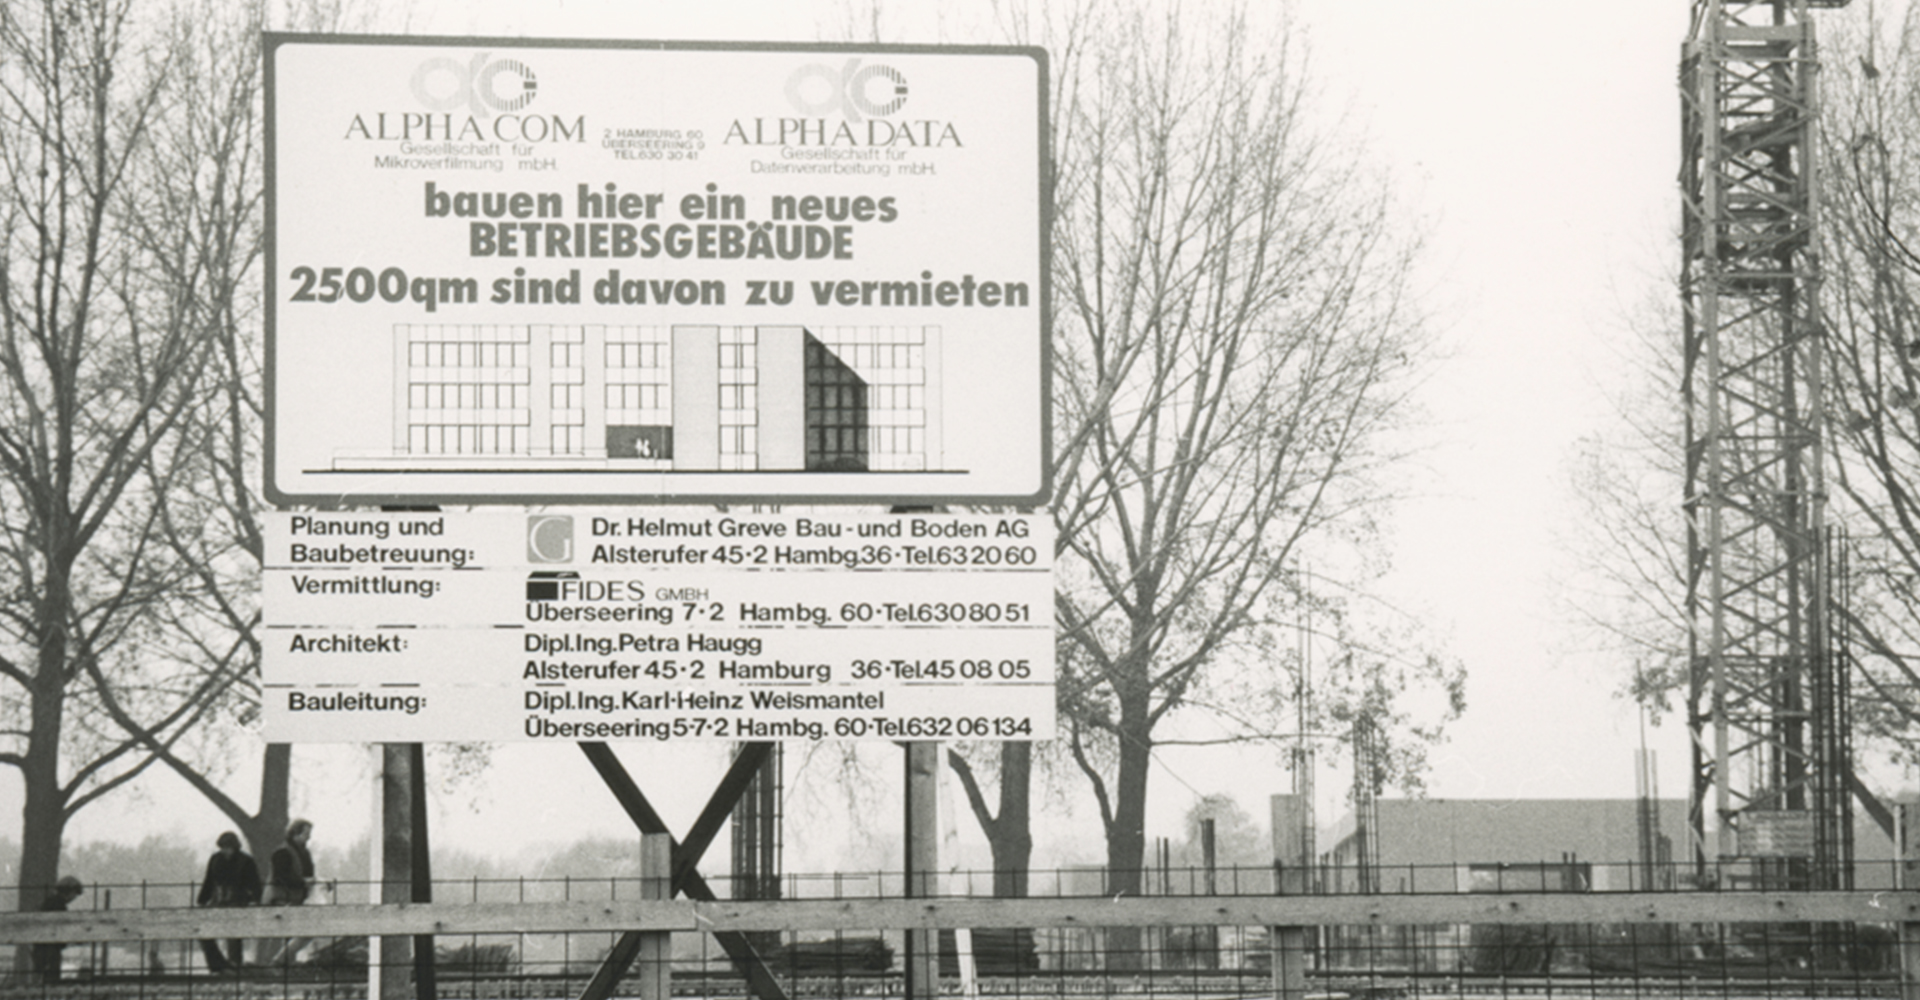 ALPHA COM
Gesellschaft für
Mikroverfilmung mbH.
2 HAMBURG 60
ÜBERSEERING 9
TEL.630 30 41
ALPHA DATA
Gesellschaft für
Datenverarbeitung mbH.
bauen hier ein neues
BETRIEBSGEBÄUDE
2500qm sind davon zu vermieten
Planung und
Baubetreuung:
G
Dr. Helmut Greve Bau-und Boden AG
Alsterufer 45·2 Hambg.36·Tel.63 20 60
Vermittlung:
FIDES GMBH
Überseering 7·2 Hambg. 60·Tel.630 80 51
Architekt:
Dipl.Ing.Petra Haugg
Alsterufer 45·2 Hamburg 36·Tel.45 08 05
Bauleitung:
Dipl.Ing.Karl-Heinz Weismantel
Überseering 5-7·2 Hambg. 60·Tel.632 06 134